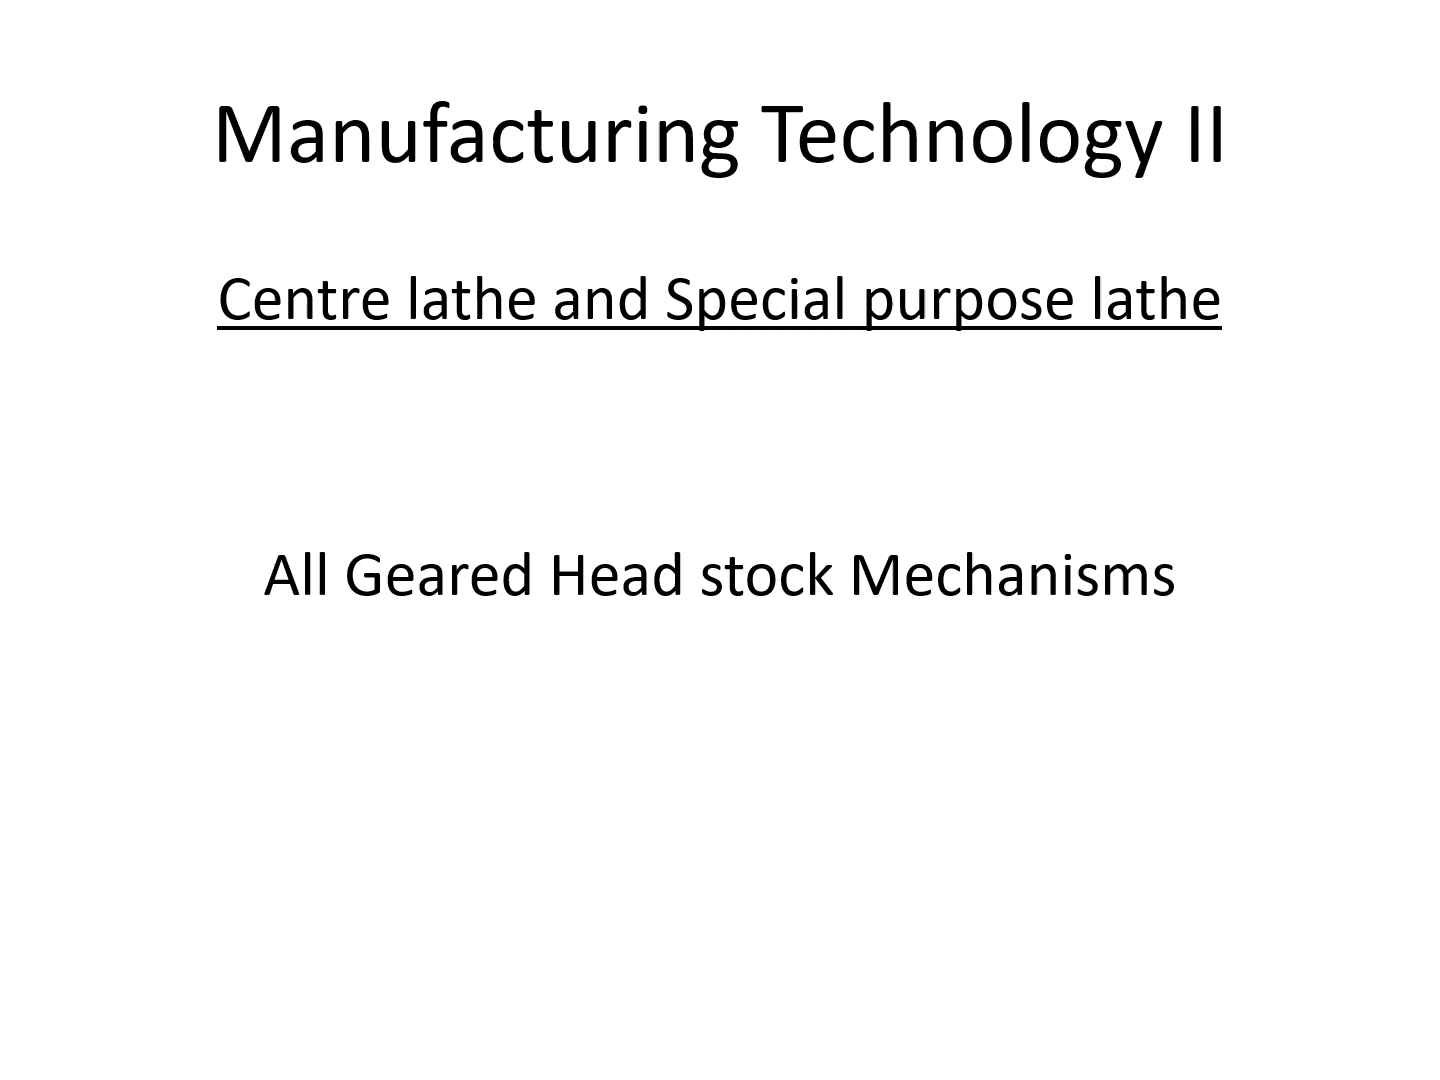 Manufacturing Technology II
Centre lathe and Special purpose lathe
All Geared Head stock Mechanisms